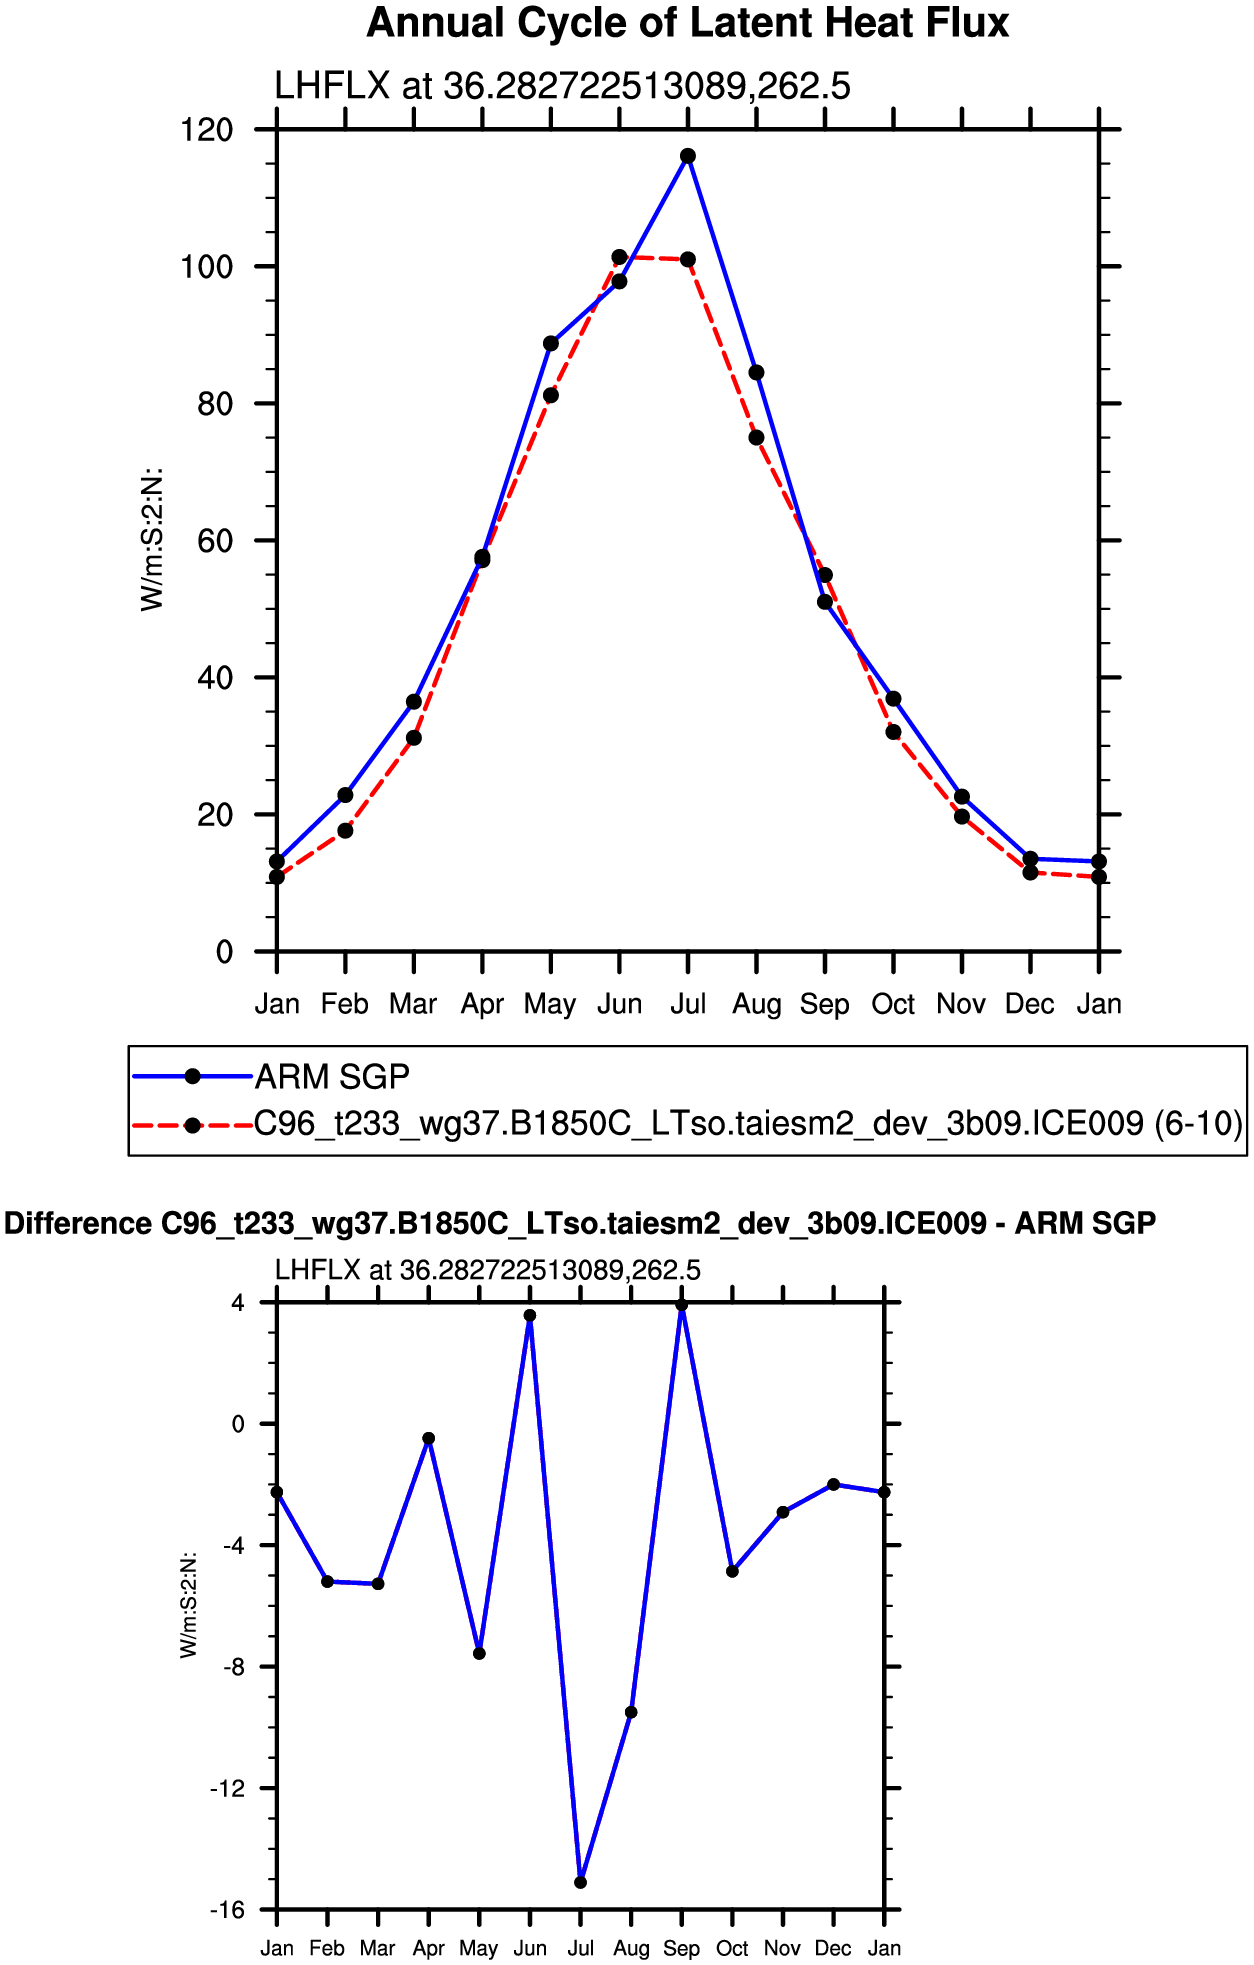 Annual Cycle of Latent Heat Flux
LHFLX at 36.282722513089,262.5
120
100
80
60
40
20
0
W/m:S:2:N:
Jan Feb Mar Apr May Jun Jul Aug Sep Oct Nov Dec Jan
ARM SGP
C96_t233_wg37.B1850C_LTso.taiesm2_dev_3b09.ICE009 (6-10)
Difference C96_t233_wg37.B1850C_LTso.taiesm2_dev_3b09.ICE009 - ARM SGP
LHFLX at 36.282722513089,262.5
4
0
-4
-8
-12
-16
W/m:S:2:N:
Jan Feb Mar Apr May Jun Jul Aug Sep Oct Nov Dec Jan